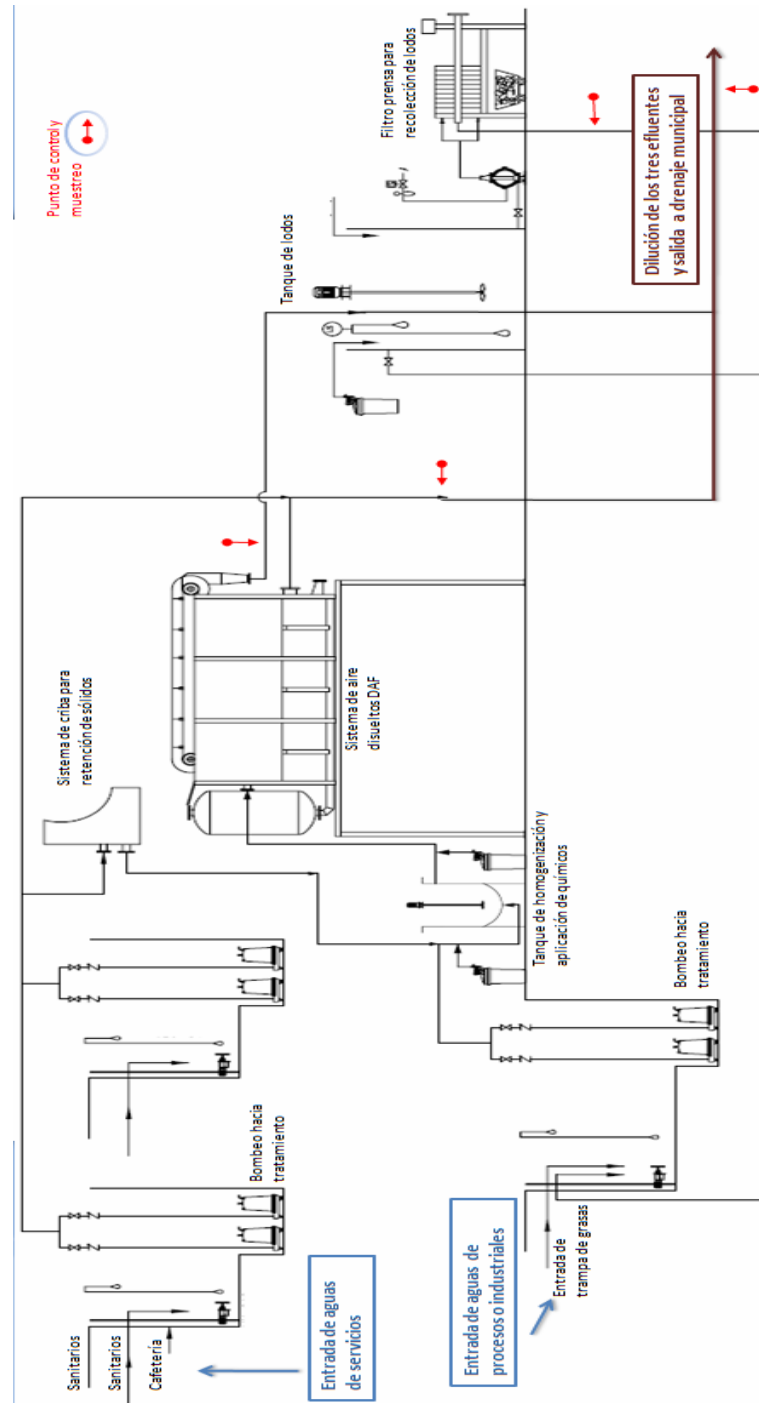 Sistema de criba para
retención de sólidos
Punto de control y
muestreo
Filtro prensa para
recolección de lodos
Tanque de lodos
LS
Sistema de aire
disueltos DAF
Sanitarios
Sanitarios
Cafetería
Bombeo hacia
tratamiento
Entrada de aguas
de servicios
Tanque de homogenización y
aplicación de químicos
Entrada de aguas de
procesos o industriales
Entrada de
trampa de grasas
Bombeo hacia
tratamiento
Dilución de los tres efluentes
y salida a drenaje municipal